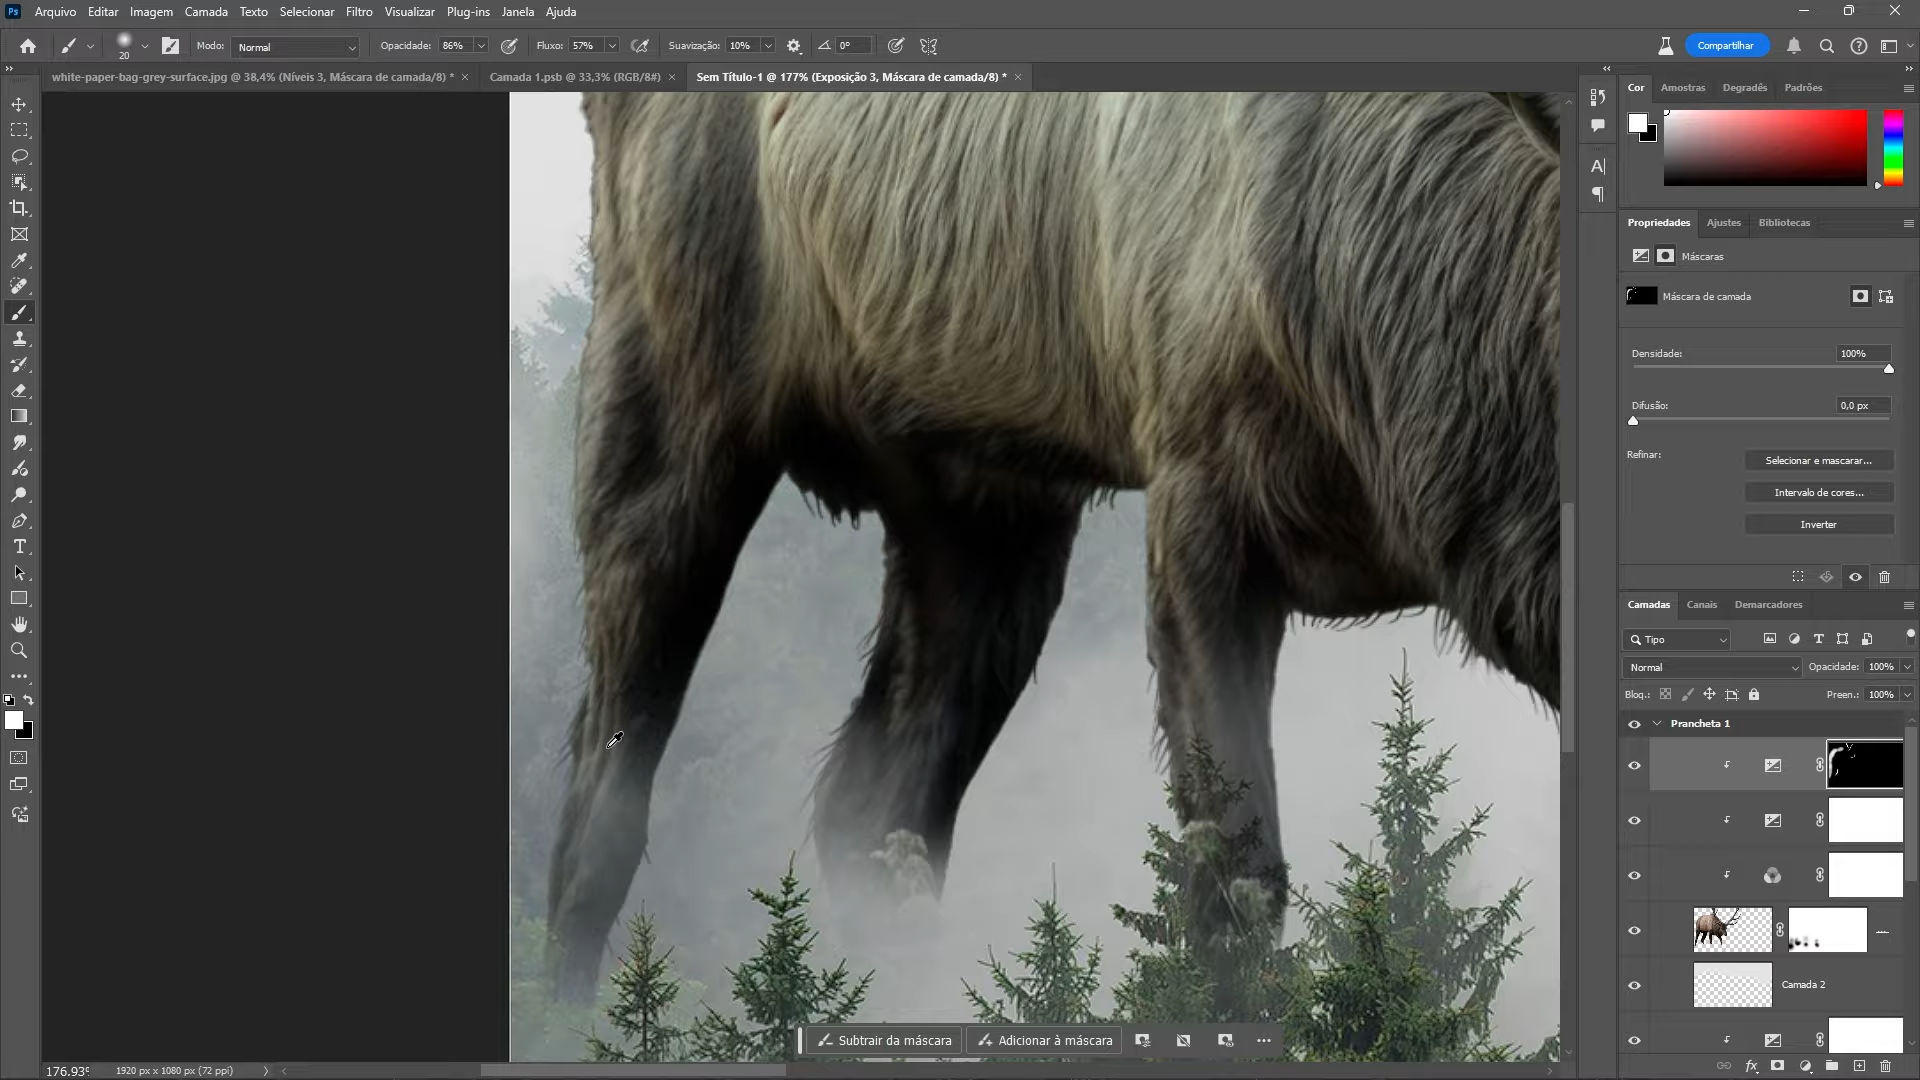 Ps Arquivo Editar Imagem Camada Texto Selecionar Filtro Filtro Visualizar Plug-ins Janela Ajuda
20 Modo: Normal Opacidade: 86% Fluxo: 57% Suavização: 10% 0° Compartilhar
white-paper-bag-grey-surface.jpg @ 38,4% (Níveis 3, Máscara de camada/8) * × Camada 1.psb @ 33,3% (RGB/8#) × Sem Título-1 @ 177% (Exposição 3, Máscara de camada/8) * ×
Cor Amostras Degradês Padrões
Propriedades Ajustes Bibliotecas
Máscaras
Máscara de camada
Densidade: 100%
Difusão: 0,0 px
Refinar: Selecionar e mascarar...
Intervalo de cores...
Inverter
Camadas Canais Demarcadores
Tipo
Normal Opacidade: 100%
Bloq.: Preen.: 100%
Prancheta 1
Camada 2
Subtrair da máscara Adicionar à máscara
176.93% 1920 px x 1080 px (72 ppi)